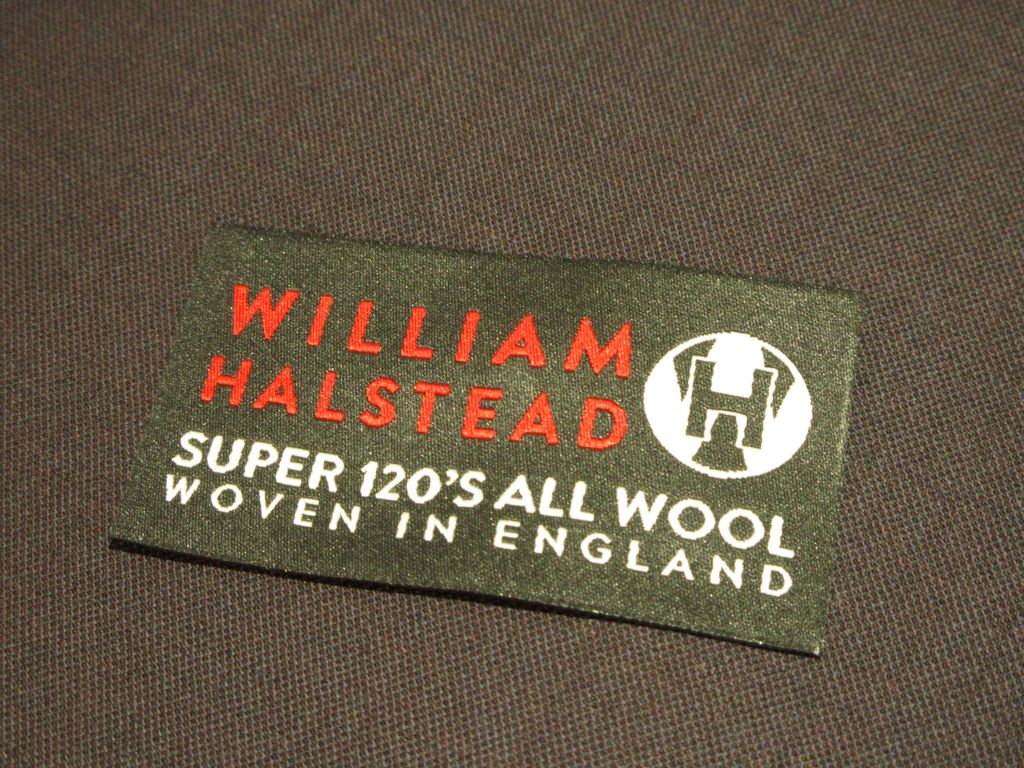 WILLIAM
HALSTEAD
SUPER 120'S ALL WOOL
WOVEN IN ENGLAND